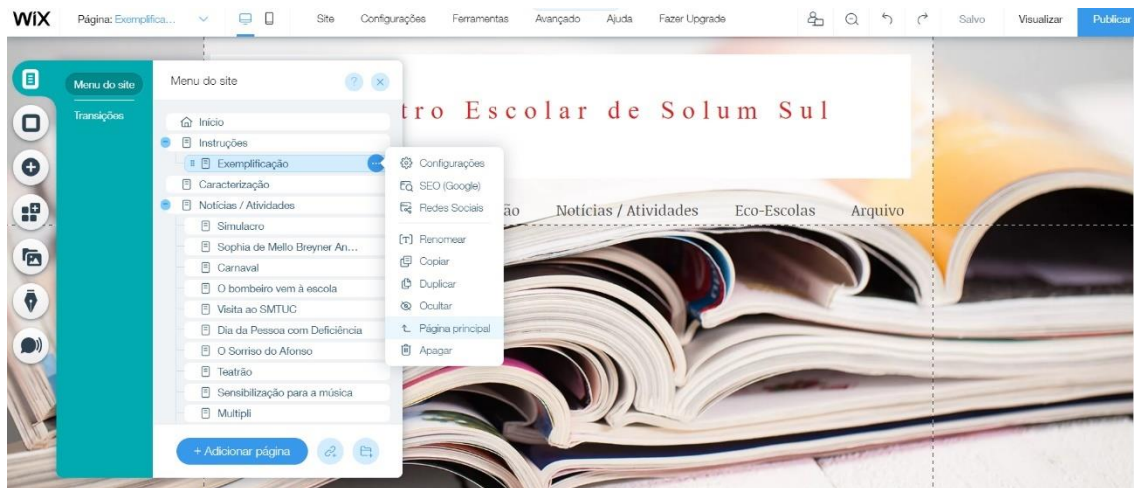 WiX Página: Exemplifica... Site Configurações Ferramentas Avançado Ajuda Fazer Upgrade Salvo Visualizar Publicar
Menu do site
Transições
Menu do site ? ×
tro Escolar de Solum Sul
Início
Instruções
Exemplificação ...
Caracterização
Notícias / Atividades
Simulacro
Sophia de Mello Breyner An...
Carnaval
O bombeiro vem à escola
Visita ao SMTUC
Dia da Pessoa com Deficiência
O Sorriso do Afonso
Teatrão
Sensibilização para a música
Multipli
+ Adicionar página
Configurações
SEO (Google)
Redes Sociais
[T] Renomear
Copiar
Duplicar
Ocultar
Página principal
Apagar
ão Notícias / Atividades Eco-Escolas Arquivo